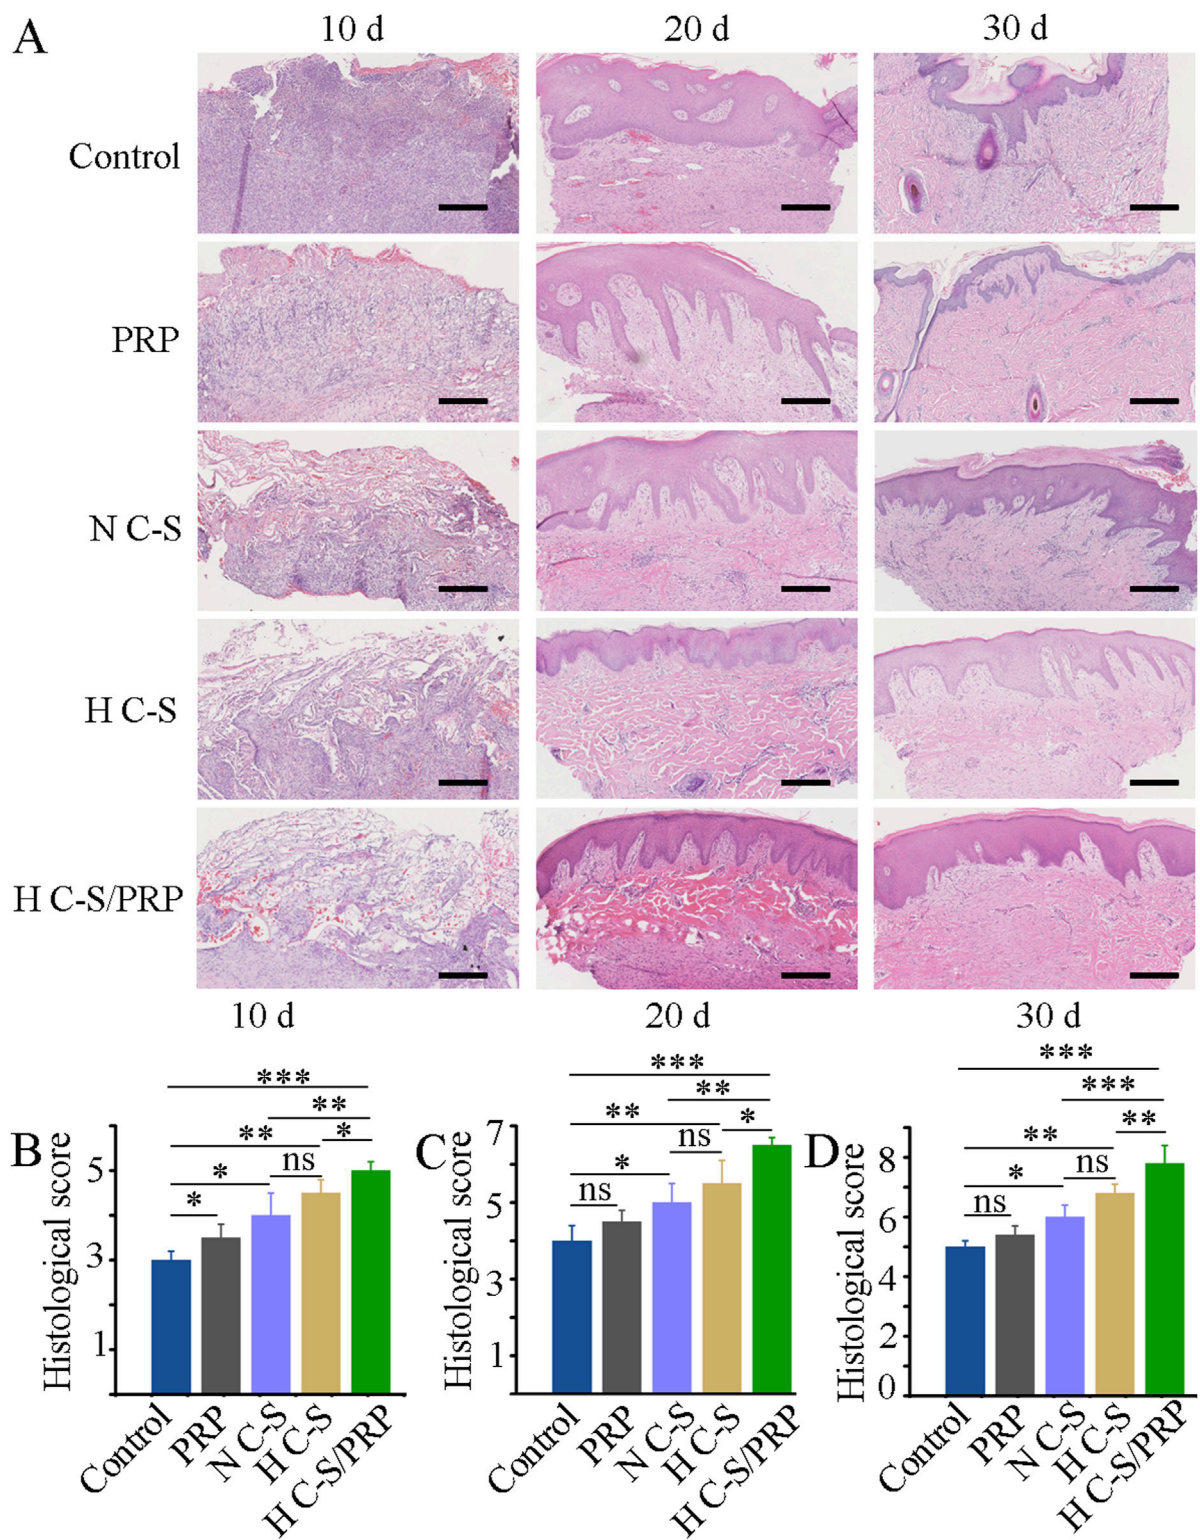 A
10 d 20 d 30 d
Control
PRP
N C-S
H C-S
H C-S/PRP
10 d 20 d 30 d
B
***
**
** *
* ns
*
Histological score
5
3
1
Control PRP N C-S H C-S H C-S/PRP
C
***
**
** *
* ns
ns
Histological score
7
5
3
1
Control PRP N C-S H C-S H C-S/PRP
D
***
***
** **
* ns
ns
Histological score
8
6
4
2
0
Control PRP N C-S H C-S H C-S/PRP